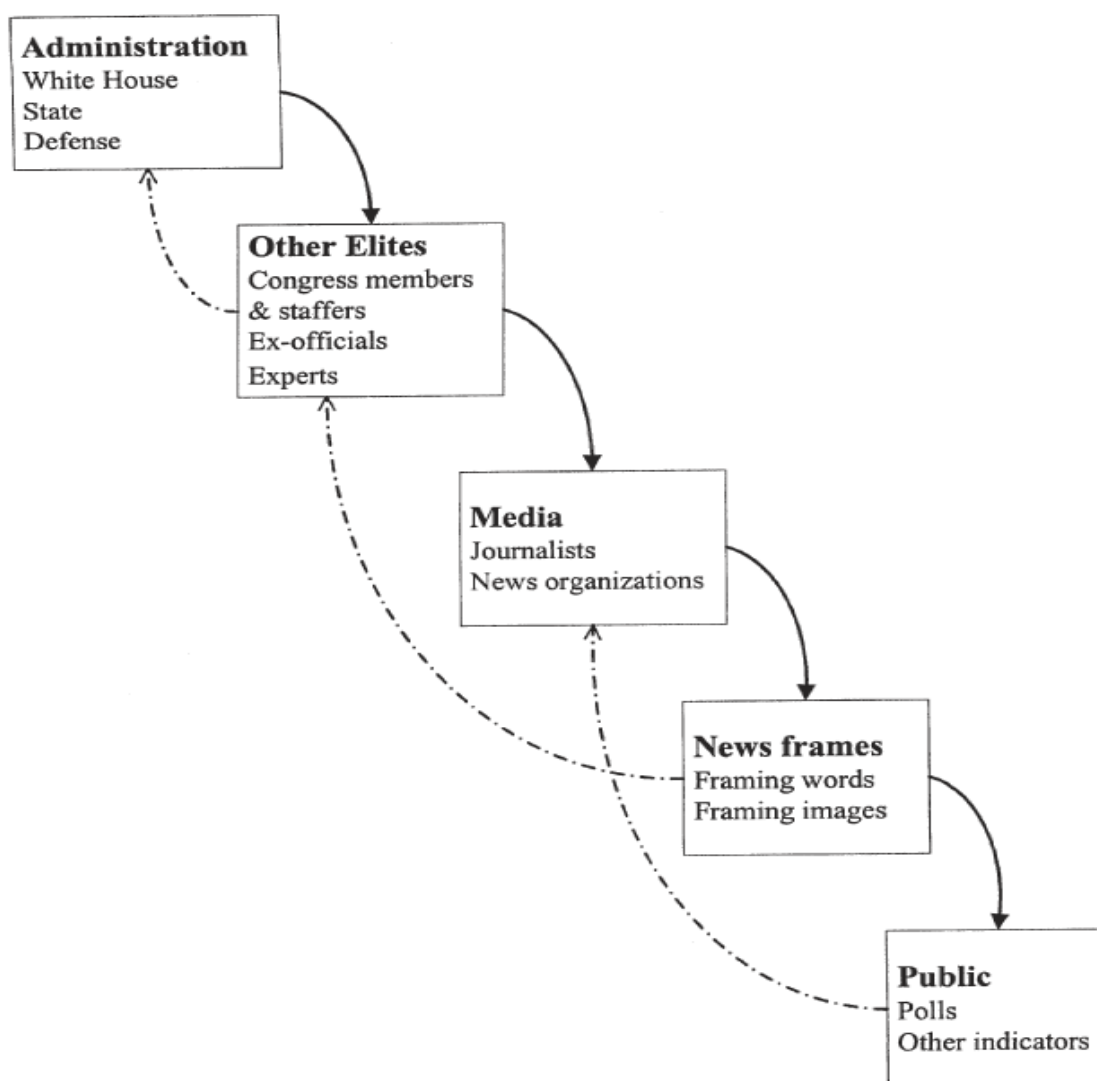 Administration
White House
State
Defense
Other Elites
Congress members
& staffers
Ex-officials
Experts
Media
Journalists
News organizations
News frames
Framing words
Framing images
Public
Polls
Other indicators